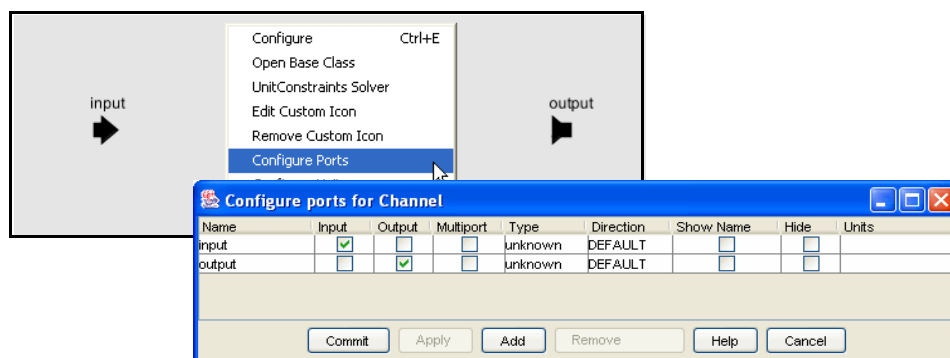 Configure Ctrl+E
Open Base Class
UnitConstraints Solver
Edit Custom Icon
Remove Custom Icon
Configure Ports
input
output
Configure ports for Channel
Name Input Output Multiport Type Direction Show Name Hide Units
input unknown DEFAULT
output unknown DEFAULT
Commit Apply Add Remove Help Cancel